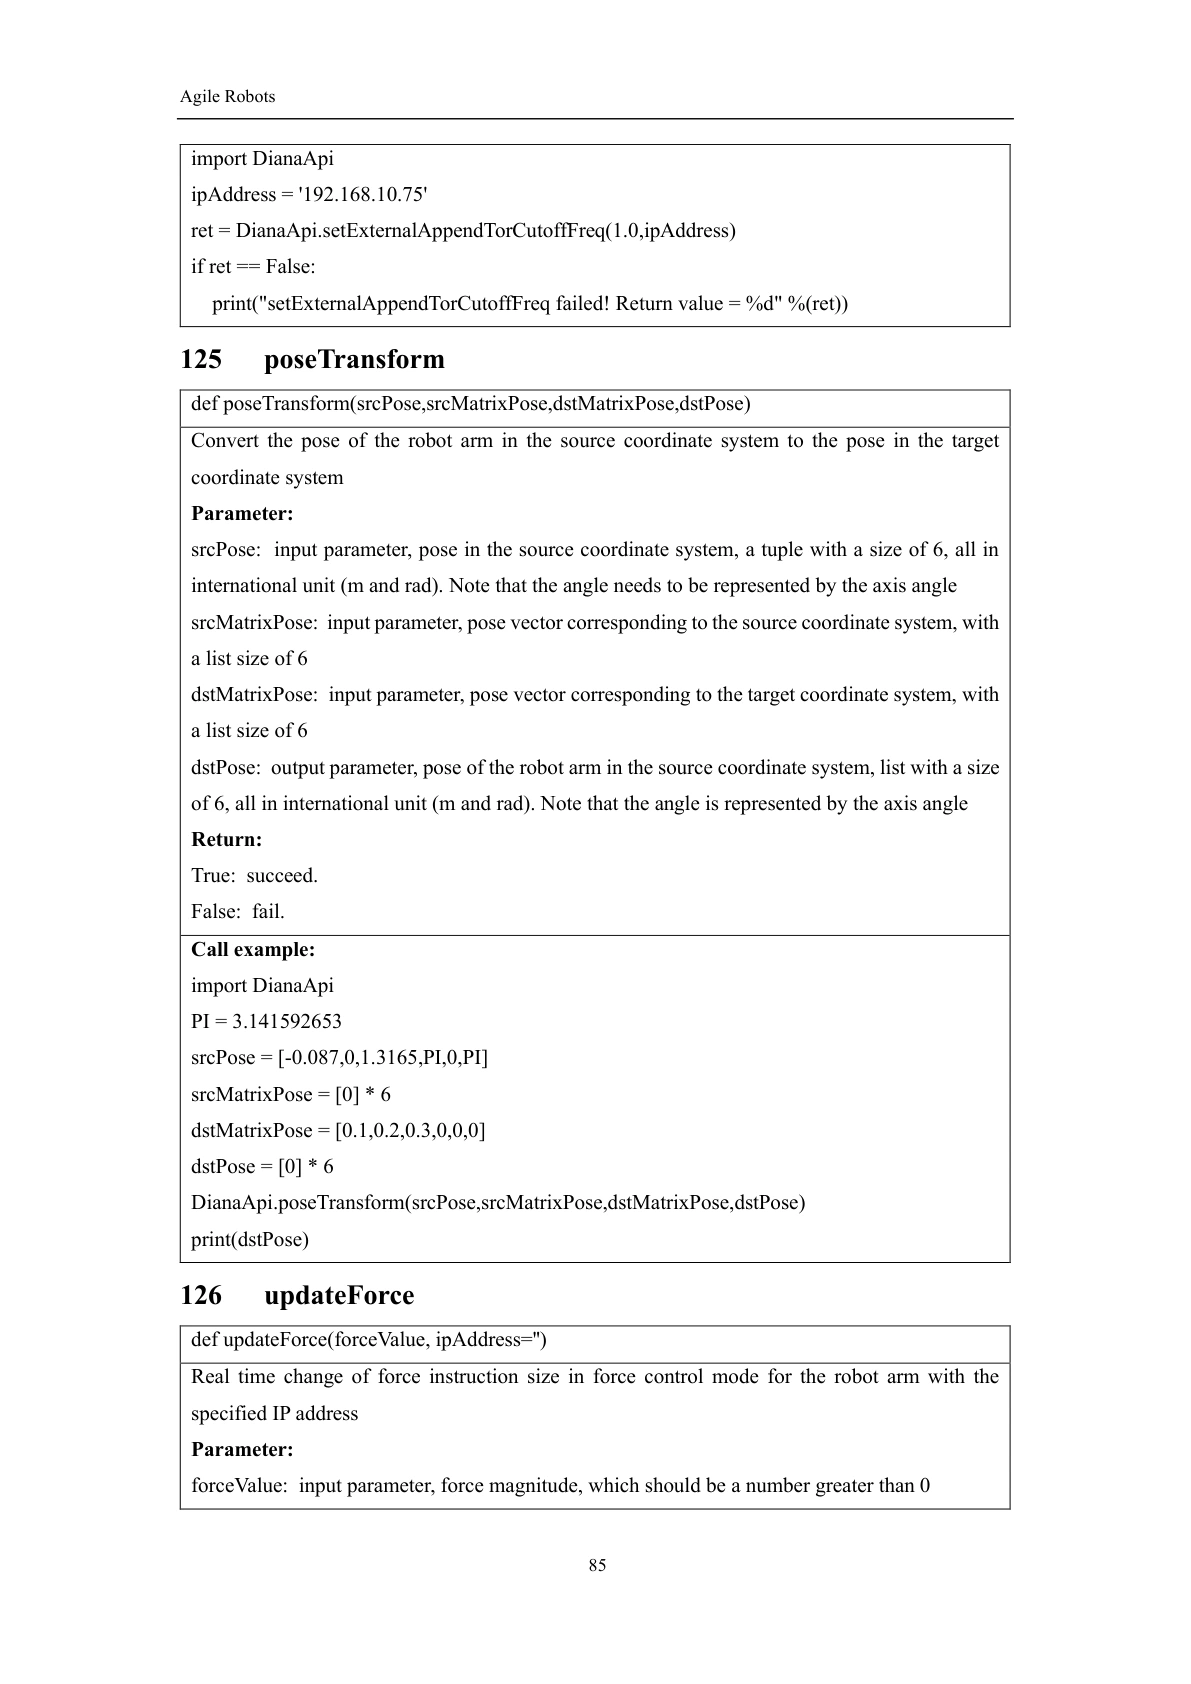 Agile Robots
import DianaApi
ipAddress = '192.168.10.75'
ret = DianaApi.setExternalAppendTorCutoffFreq(1.0,ipAddress)
if ret == False:
print("setExternalAppendTorCutoffFreq failed! Return value = %d" %(ret))
125 poseTransform
def poseTransform(srcPose,srcMatrixPose,dstMatrixPose,dstPose)
Convert the pose of the robot arm in the source coordinate system to the pose in the target
coordinate system
Parameter:
srcPose: input parameter, pose in the source coordinate system, a tuple with a size of 6, all in
international unit (m and rad). Note that the angle needs to be represented by the axis angle
srcMatrixPose: input parameter, pose vector corresponding to the source coordinate system, with
a list size of 6
dstMatrixPose: input parameter, pose vector corresponding to the target coordinate system, with
a list size of 6
dstPose: output parameter, pose of the robot arm in the source coordinate system, list with a size
of 6, all in international unit (m and rad). Note that the angle is represented by the axis angle
Return:
True: succeed.
False: fail.
Call example:
import DianaApi
PI = 3.141592653
srcPose = [-0.087,0,1.3165,PI,0,PI]
srcMatrixPose = [0] * 6
dstMatrixPose = [0.1,0.2,0.3,0,0,0]
dstPose = [0] * 6
DianaApi.poseTransform(srcPose,srcMatrixPose,dstMatrixPose,dstPose)
print(dstPose)
126 updateForce
def updateForce(forceValue, ipAddress='')
Real time change of force instruction size in force control mode for the robot arm with the
specified IP address
Parameter:
forceValue: input parameter, force magnitude, which should be a number greater than 0
85